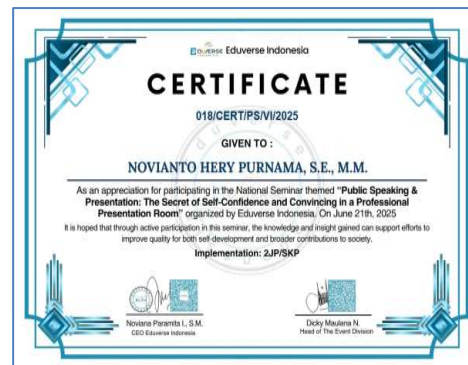 Eduverse Indonesia
CERTIFICATE
018/CERT/PS/VI/2025
GIVEN TO :
NOVIANTO HERY PURNAMA, S.E., M.M.
As an appreciation for participating in the National Seminar themed "Public Speaking &
Presentation: The Secret of Self-Confidence and Convincing in a Professional
Presentation Room" organized by Eduverse Indonesia. On June 21th, 2025
It is hoped that through active participation in this seminar, the knowledge and insight gained can support efforts to
improve quality for both self-development and broader contributions to society.
Implementation: 2JP/SKP
Noviana Paramita I., S.M.
CEO Eduverse Indonesia
Dicky Maulana N.
Head of The Event Division